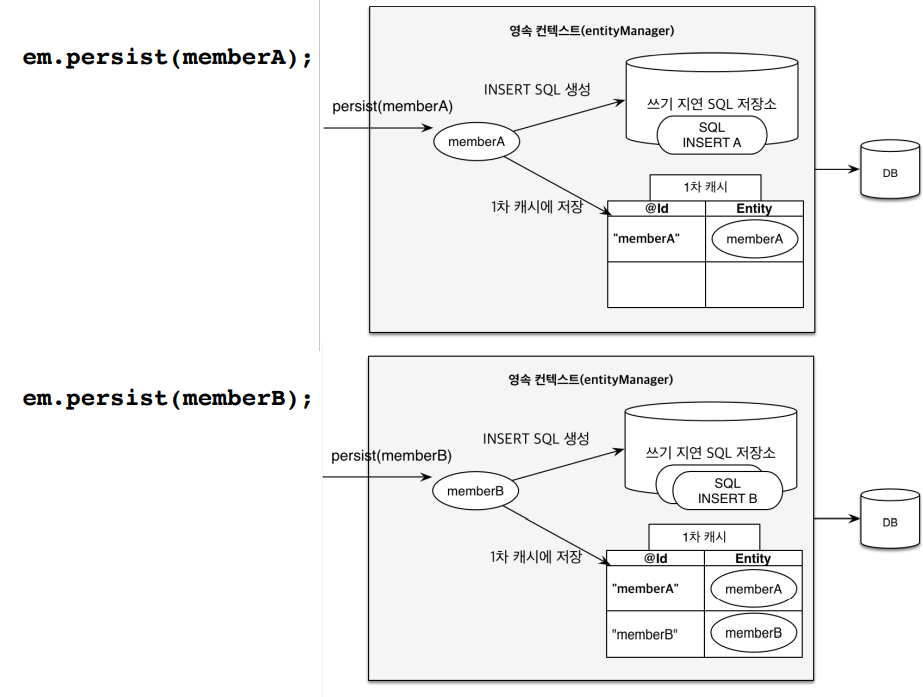 em.persist(memberA);
영속 컨텍스트(entityManager)
INSERT SQL 생성
persist(memberA)
쓰기 지연 SQL 저장소
SQL
INSERT A
memberA
DB
1차 캐시
1차 캐시에 저장
@Id Entity
"memberA" memberA
em.persist(memberB);
영속 컨텍스트(entityManager)
INSERT SQL 생성
persist(memberB)
쓰기 지연 SQL 저장소
SQL
INSERT B
memberB
DB
1차 캐시
1차 캐시에 저장
@Id Entity
"memberA" memberA
"memberB" memberB